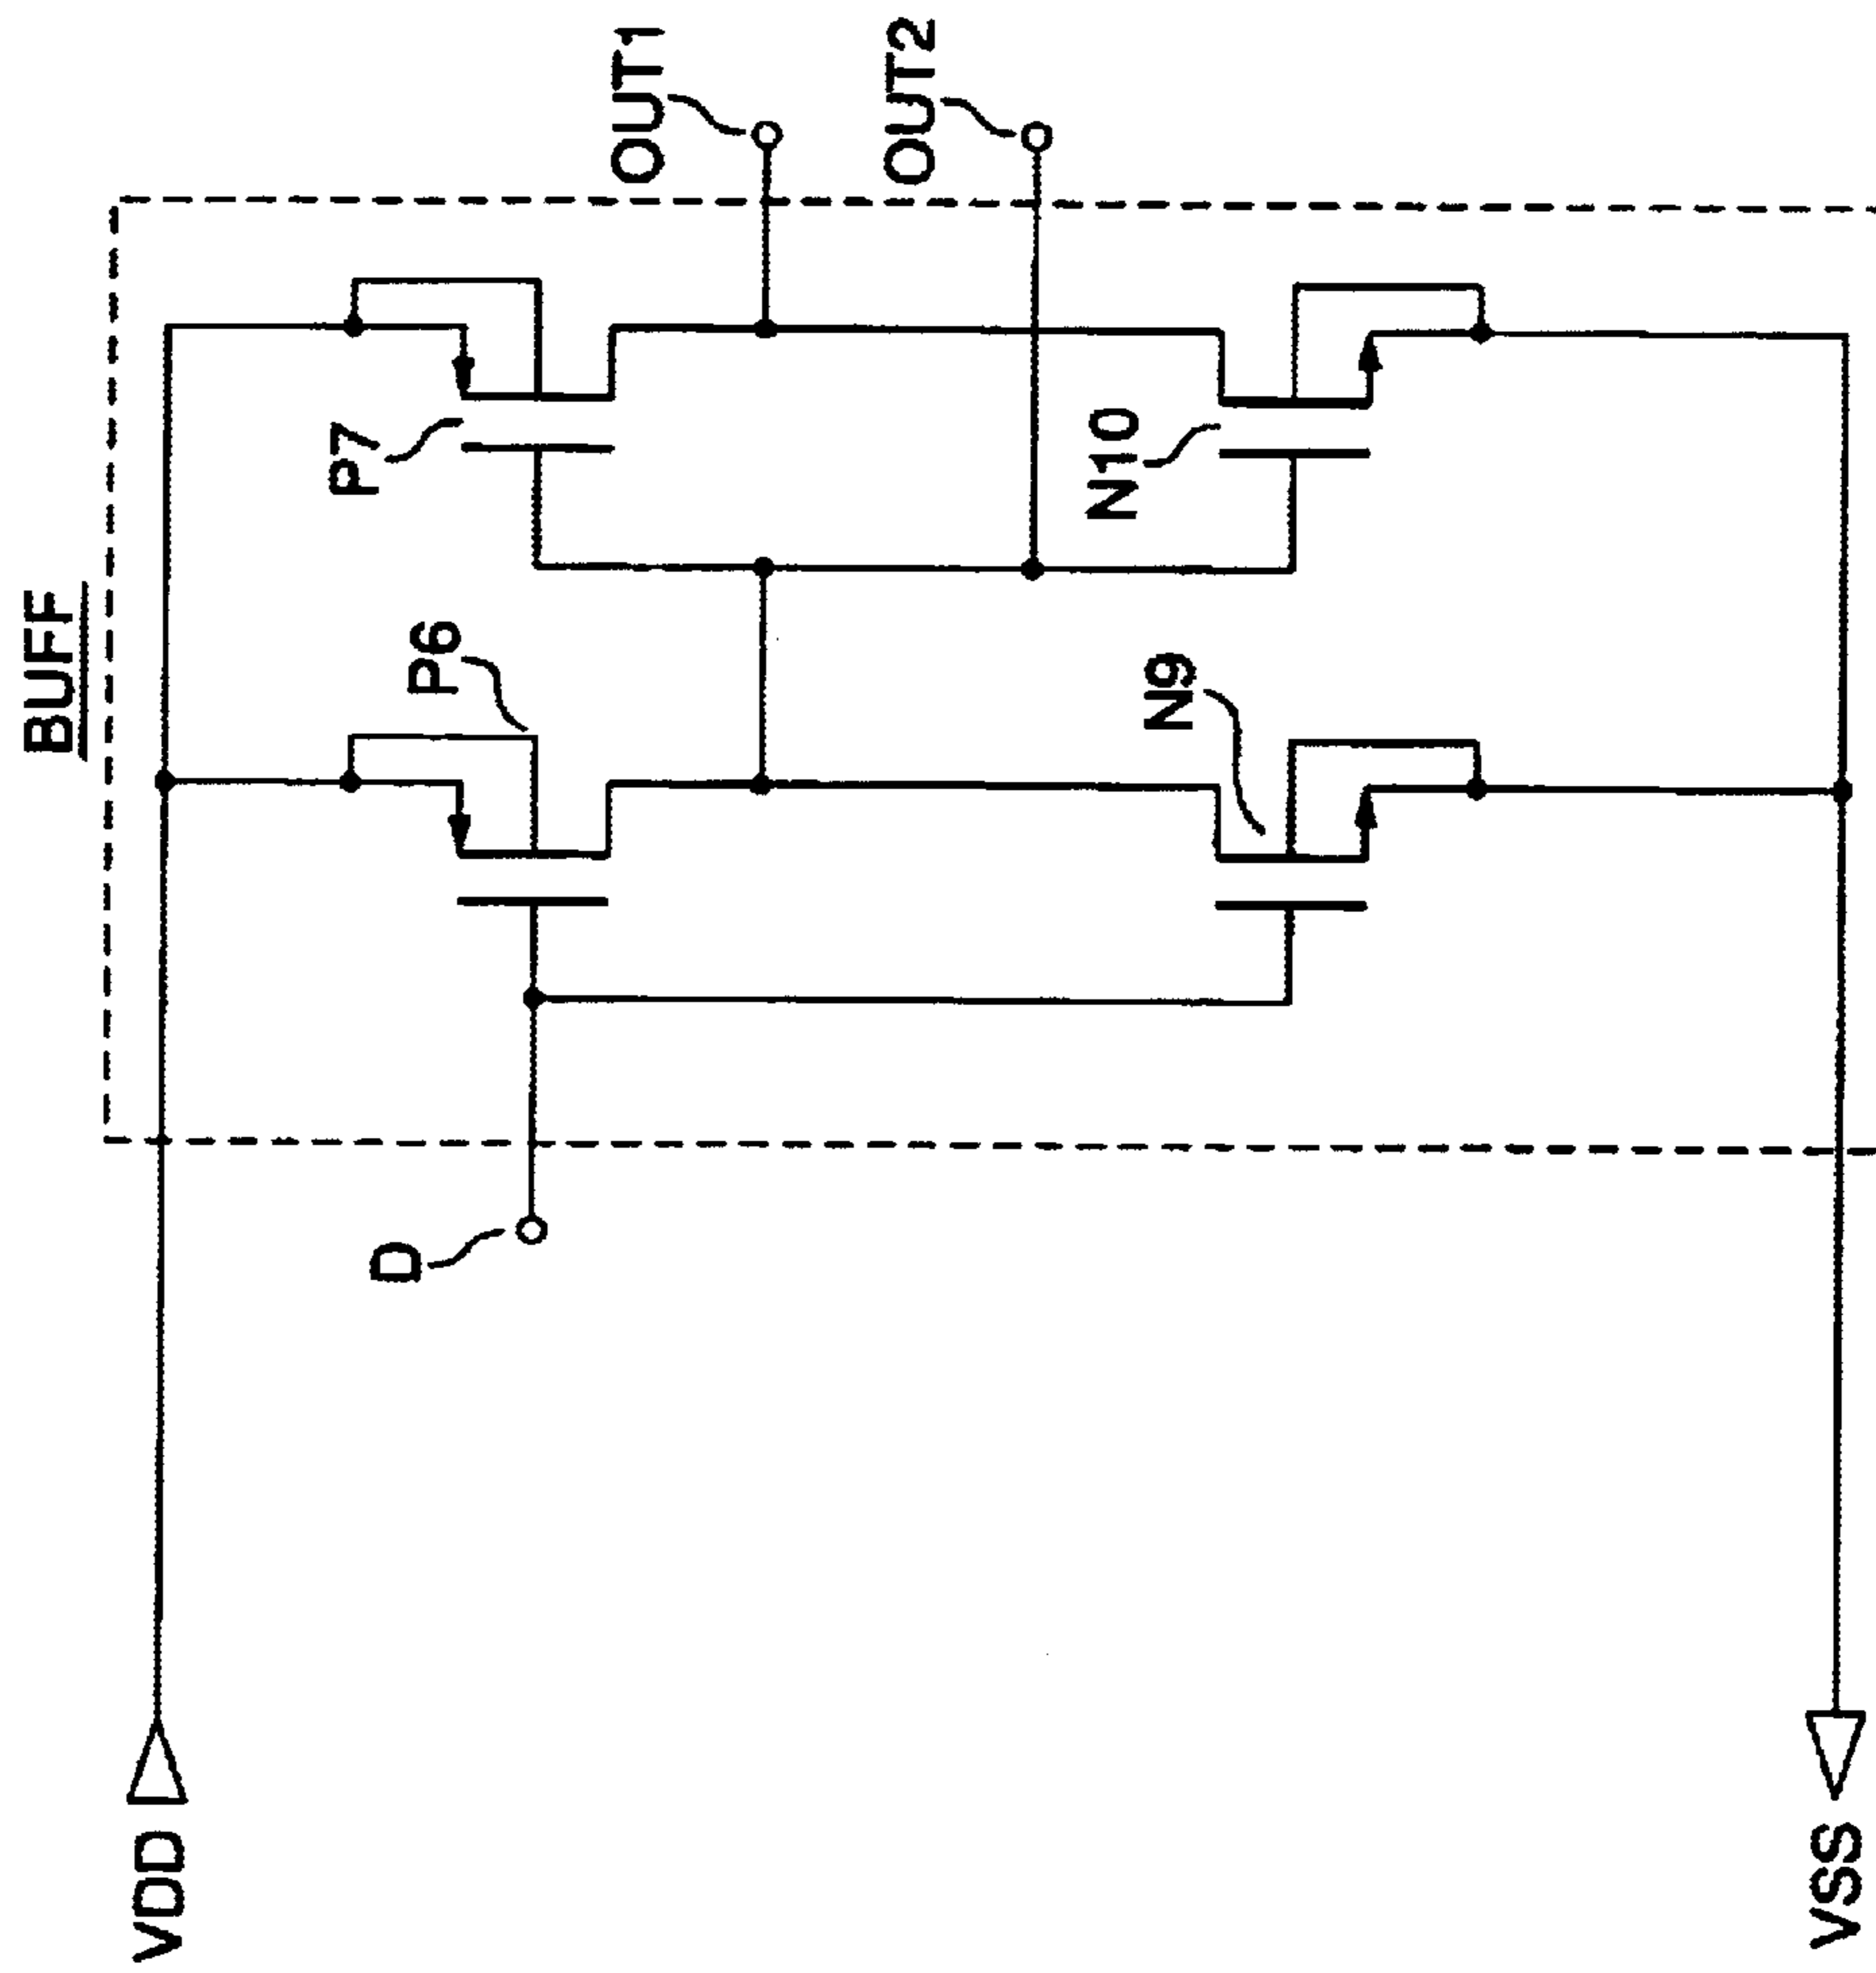 BUFF
VDD
P6
P7
OUT1
OUT2
D
N9
N10
VSS